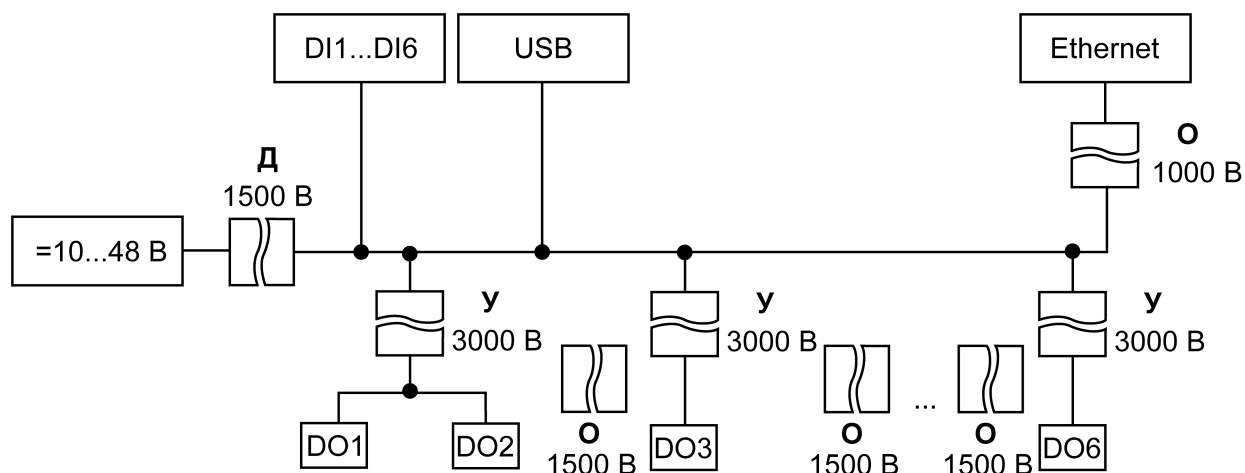 DI1...DI6
USB
Ethernet
О
1000 В
Д
1500 В
=10...48 В
У
3000 В
У
3000 В
У
3000 В
...
DO1
DO2
О
1500 В
DO3
О
1500 В
О
1500 В
DO6